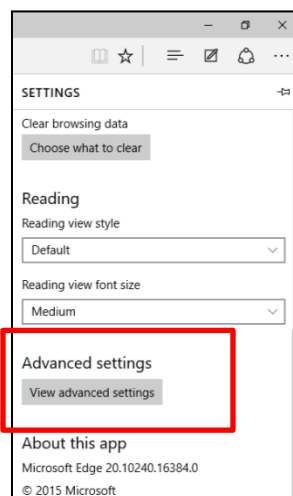 SETTINGS
Clear browsing data
Choose what to clear
Reading
Reading view style
Default
Reading view font size
Medium
Advanced settings
View advanced settings
About this app
Microsoft Edge 20.10240.16384.0
© 2015 Microsoft